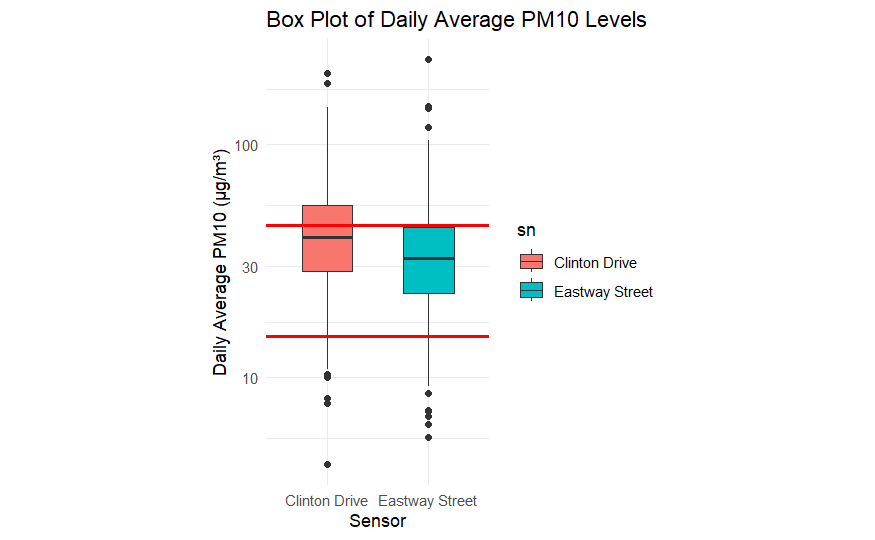 Box Plot of Daily Average PM10 Levels
Daily Average PM10 (µg/m³)
100
30
10
Clinton Drive Eastway Street
Sensor
sn
Clinton Drive
Eastway Street